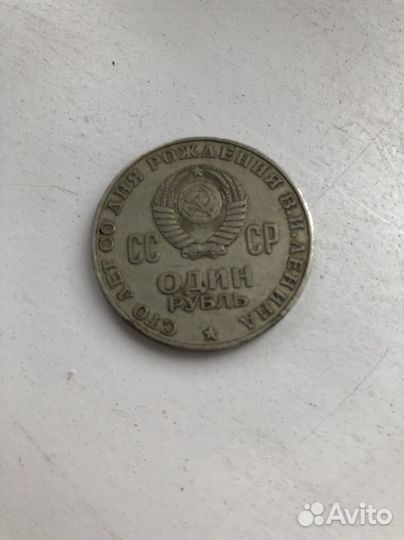 СТО ЛЕТ СО ДНЯ РОЖДЕНИЯ В.И.ЛЕНИНА
СС СР
ОДИН
РУБЛЬ
Avito